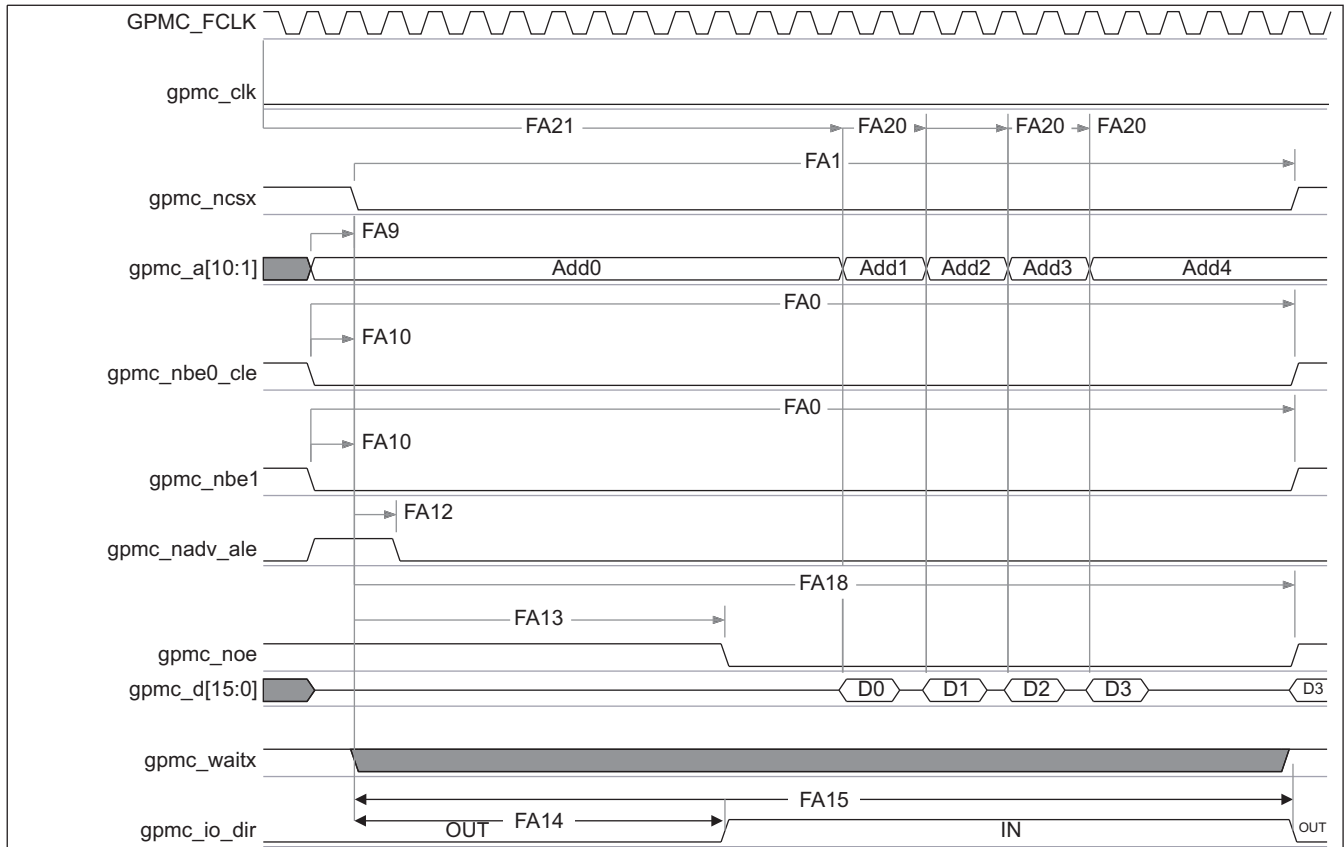 GPMC_FCLK
gpmc_clk
FA21 FA20 FA20 FA20
FA1
gpmc_ncsx
FA9
gpmc_a[10:1] Add0 Add1 Add2 Add3 Add4
FA0
FA10
gpmc_nbe0_cle
FA0
FA10
gpmc_nbe1
FA12
gpmc_nadv_ale
FA18
FA13
gpmc_noe
gpmc_d[15:0] D0 D1 D2 D3 D3
gpmc_waitx
FA15
FA14
gpmc_io_dir OUT IN OUT